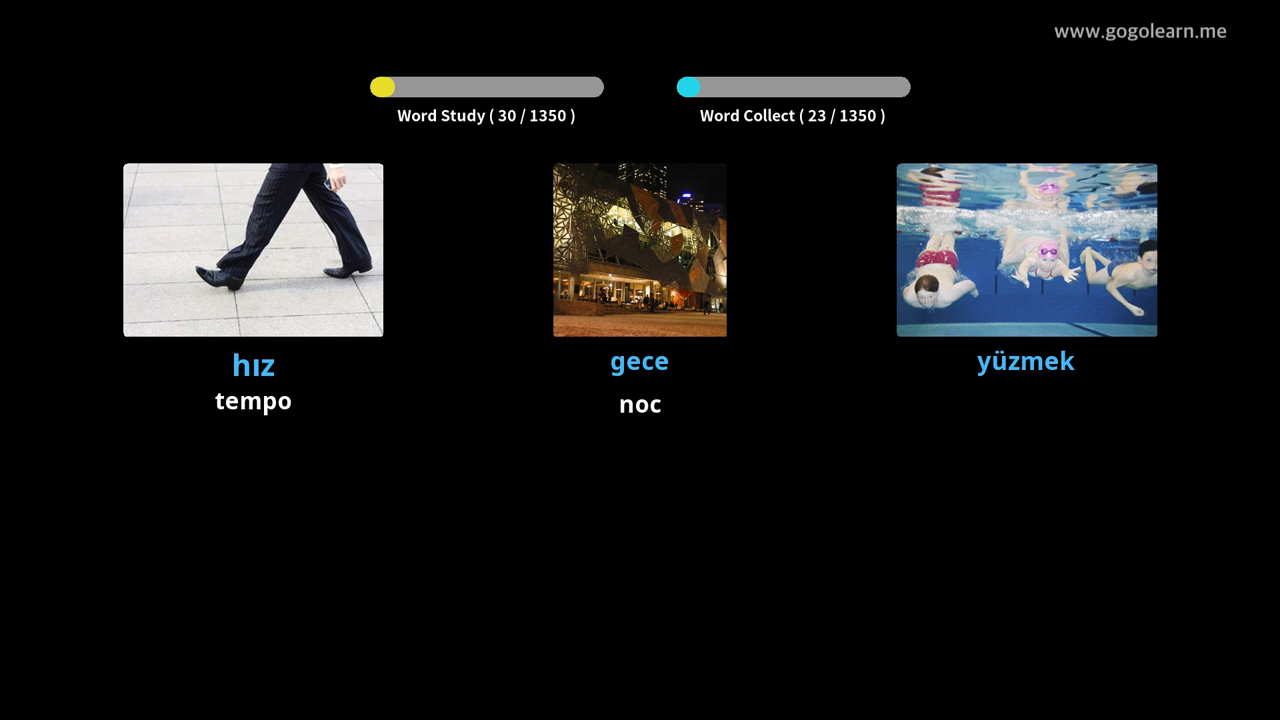 www.gogolearn.me
Word Study ( 30 / 1350 )
Word Collect ( 23 / 1350 )
hız
tempo
gece
noc
yüzmek